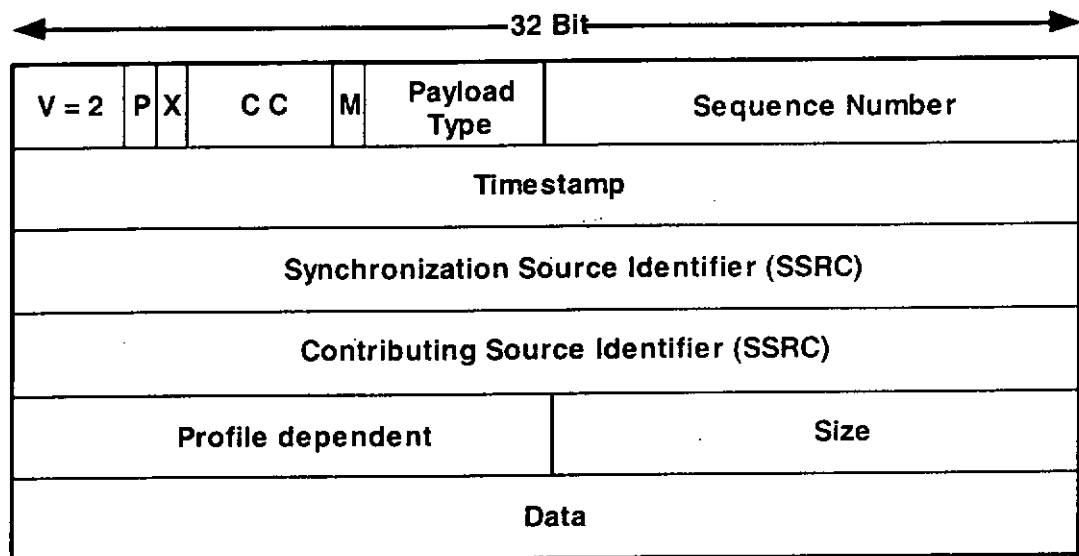 32 Bit
V = 2 P X C C M Payload Type Sequence Number
Timestamp
Synchronization Source Identifier (SSRC)
Contributing Source Identifier (SSRC)
Profile dependent Size
Data